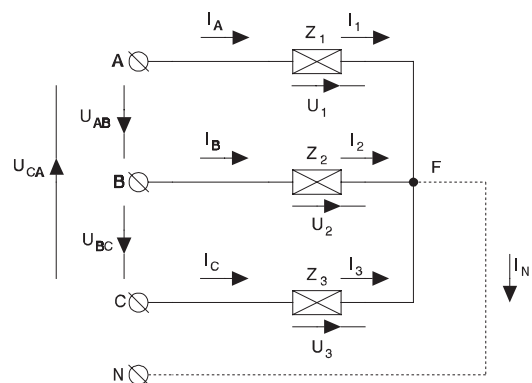 I_A Z_1 I_1
A
U_1
U_AB
I_B Z_2 I_2
U_CA
B F
U_2
U_BC
I_C Z_3 I_3
I_N
C
U_3
N